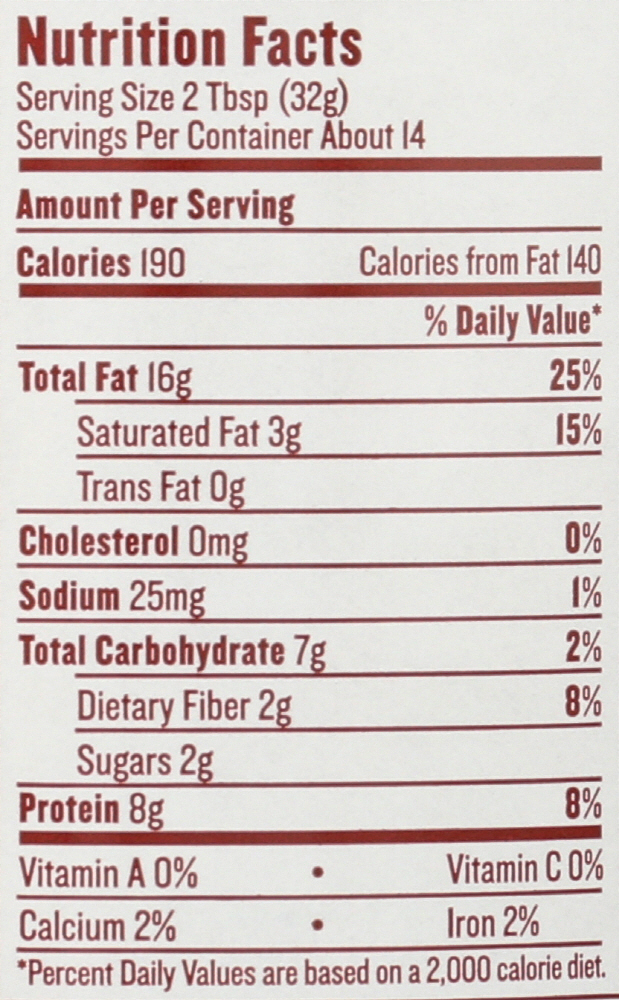 Nutrition Facts
Serving Size 2 Tbsp (32g)
Servings Per Container About 14
Amount Per Serving
Calories 190 Calories from Fat 140
% Daily Value*
Total Fat 16g 25%
Saturated Fat 3g 15%
Trans Fat 0g
Cholesterol 0mg 0%
Sodium 25mg 1%
Total Carbohydrate 7g 2%
Dietary Fiber 2g 8%
Sugars 2g
Protein 8g 8%
Vitamin A 0% • Vitamin C 0%
Calcium 2% • Iron 2%
*Percent Daily Values are based on a 2,000 calorie diet.